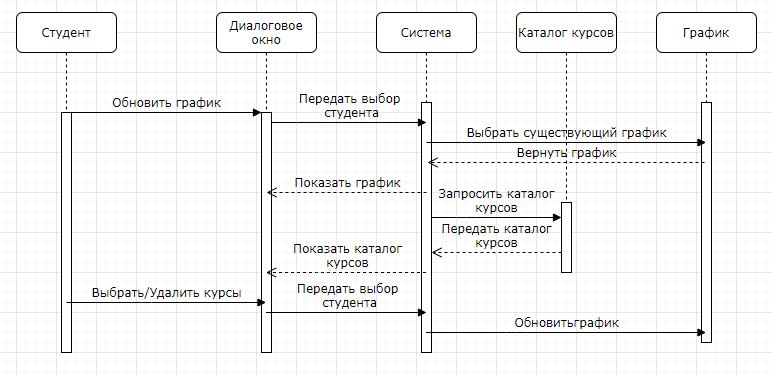 Студент
Диалоговое
окно
Система
Каталог курсов
График
Обновить график
Передать выбор
студента
Выбрать существующий график
Вернуть график
Показать график
Запросить каталог
курсов
Передать каталог
курсов
Показать каталог
курсов
Выбрать/Удалить курсы
Передать выбор
студента
Обновитьграфик